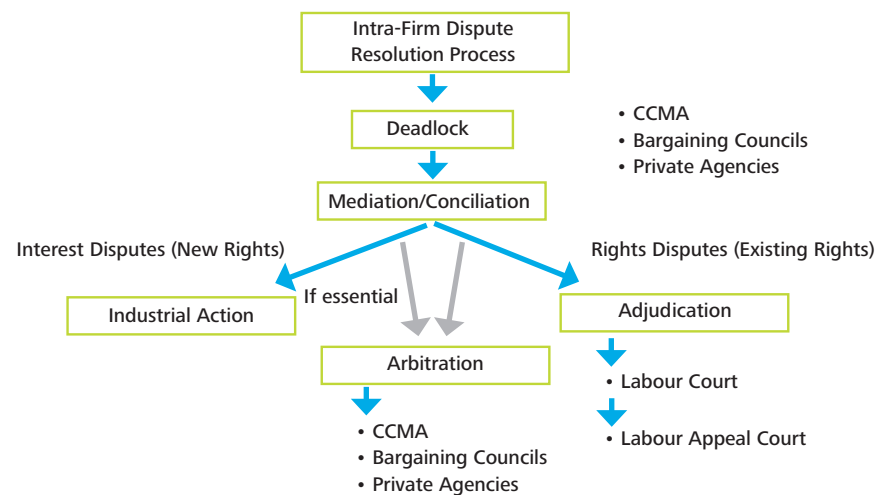 Intra-Firm Dispute
Resolution Process
Deadlock
• CCMA
• Bargaining Councils
• Private Agencies
Mediation/Conciliation
Interest Disputes (New Rights)
Rights Disputes (Existing Rights)
If essential
Industrial Action
Adjudication
Arbitration
• Labour Court
• Labour Appeal Court
• CCMA
• Bargaining Councils
• Private Agencies